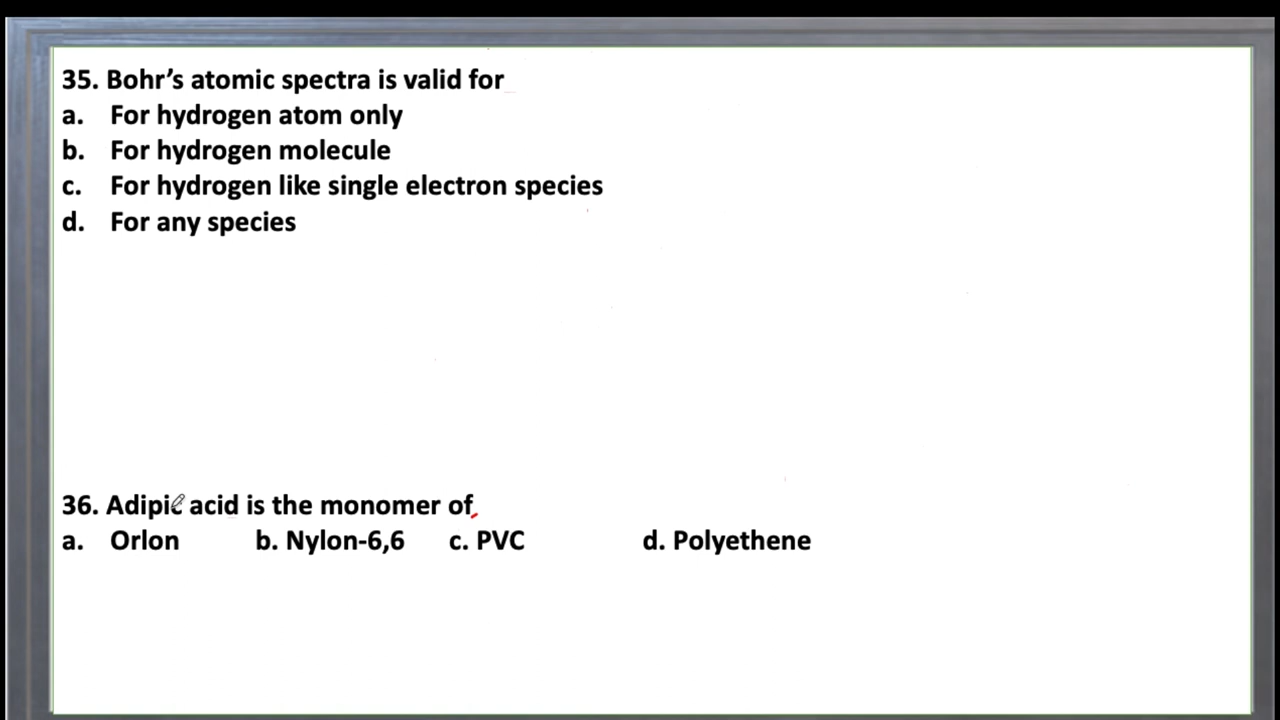 35. Bohr's atomic spectra is valid for
a. For hydrogen atom only
b. For hydrogen molecule
c. For hydrogen like single electron species
d. For any species
36. Adipic acid is the monomer of
a. Orlon b. Nylon-6,6 c. PVC d. Polyethene